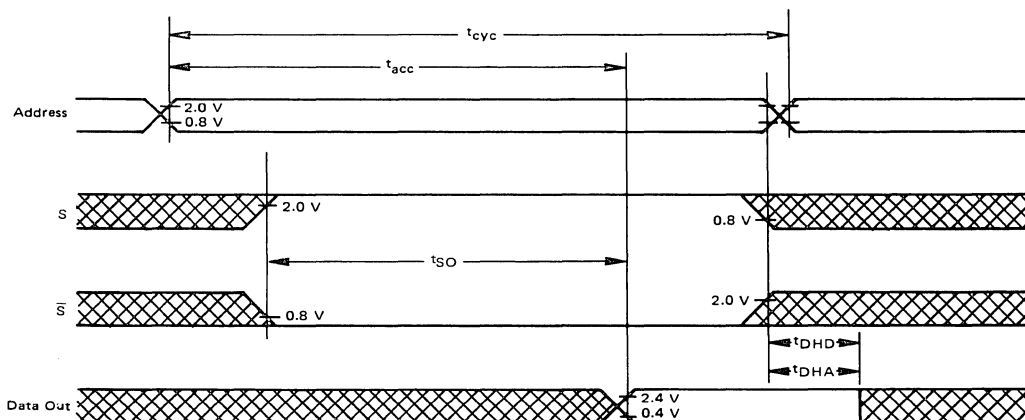 tcyc
tacc
Address
2.0 V
0.8 V
S
2.0 V
0.8 V
tSO
S̅
0.8 V
2.0 V
tDHD
tDHA
Data Out
2.4 V
0.4 V